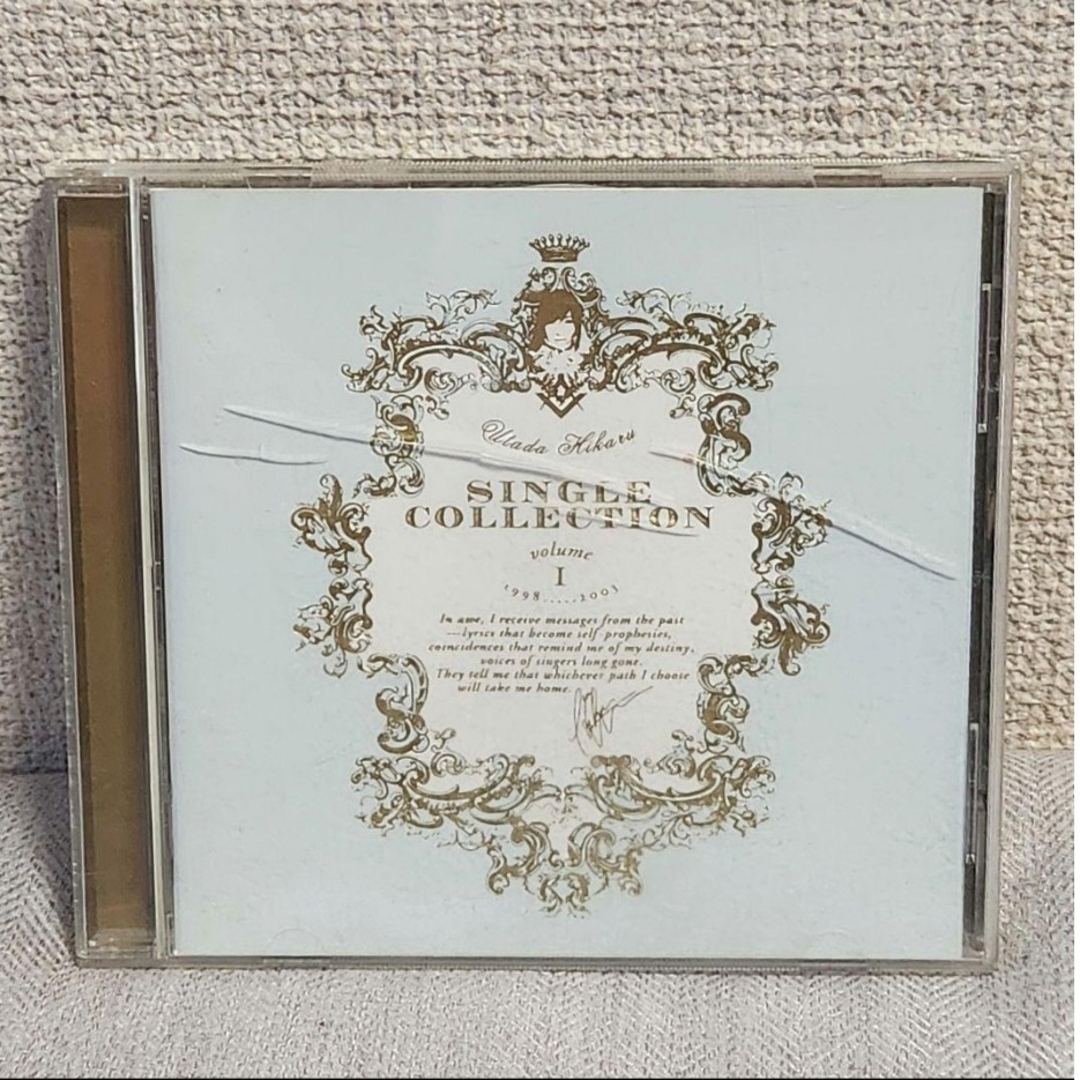 Utada Hikaru
SINGLE
COLLECTION
volume
I
1998.....2003
In awe, I receive messages from the past
—lyrics that become self-prophesies,
coincidences that remind me of my destiny,
voices of singers long gone.
They tell me that whichever path I choose
will take me home.